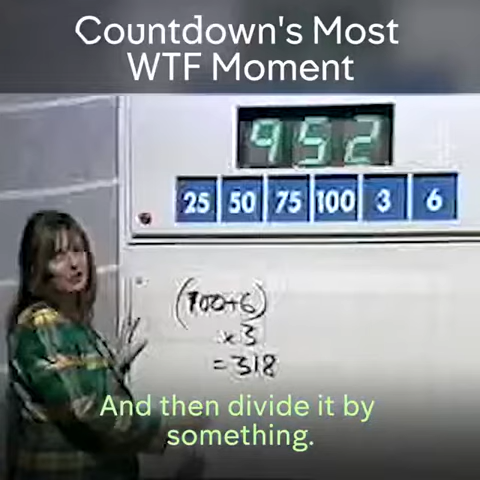 Countdown's Most
WTF Moment
952
25 50 75 100 3 6
(100+6)
x3
=318
And then divide it by
something.